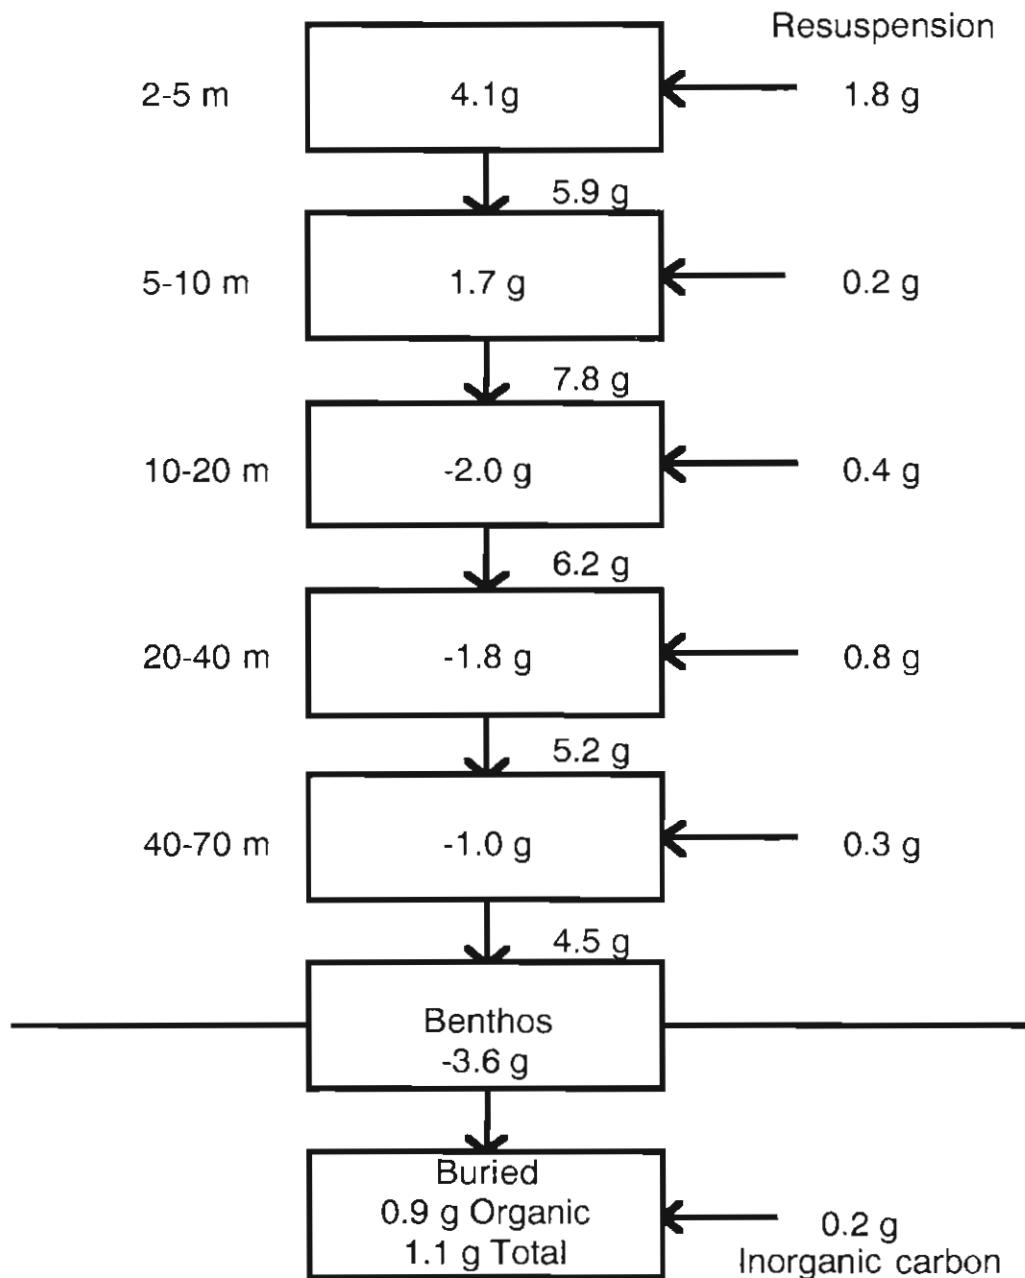 Resuspension
2-5 m
4.1g
1.8 g
5.9 g
5-10 m
1.7 g
0.2 g
7.8 g
10-20 m
-2.0 g
0.4 g
6.2 g
20-40 m
-1.8 g
0.8 g
5.2 g
40-70 m
-1.0 g
0.3 g
4.5 g
Benthos
-3.6 g
Buried
0.9 g Organic
1.1 g Total
0.2 g
Inorganic carbon